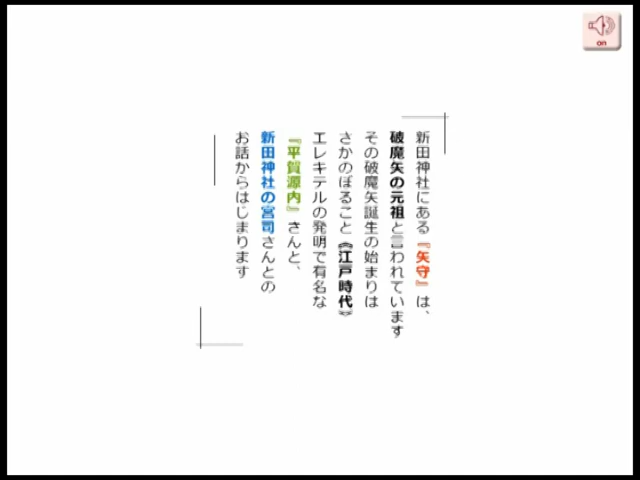 新田神社にある『矢守』は、
破魔矢の元祖と言われています
その破魔矢誕生の始まりは
さかのぼること《江戸時代》
エレキテルの発明で有名な
『平賀源内』さんと、
新田神社の宮司さんとの
お話からはじまります
on